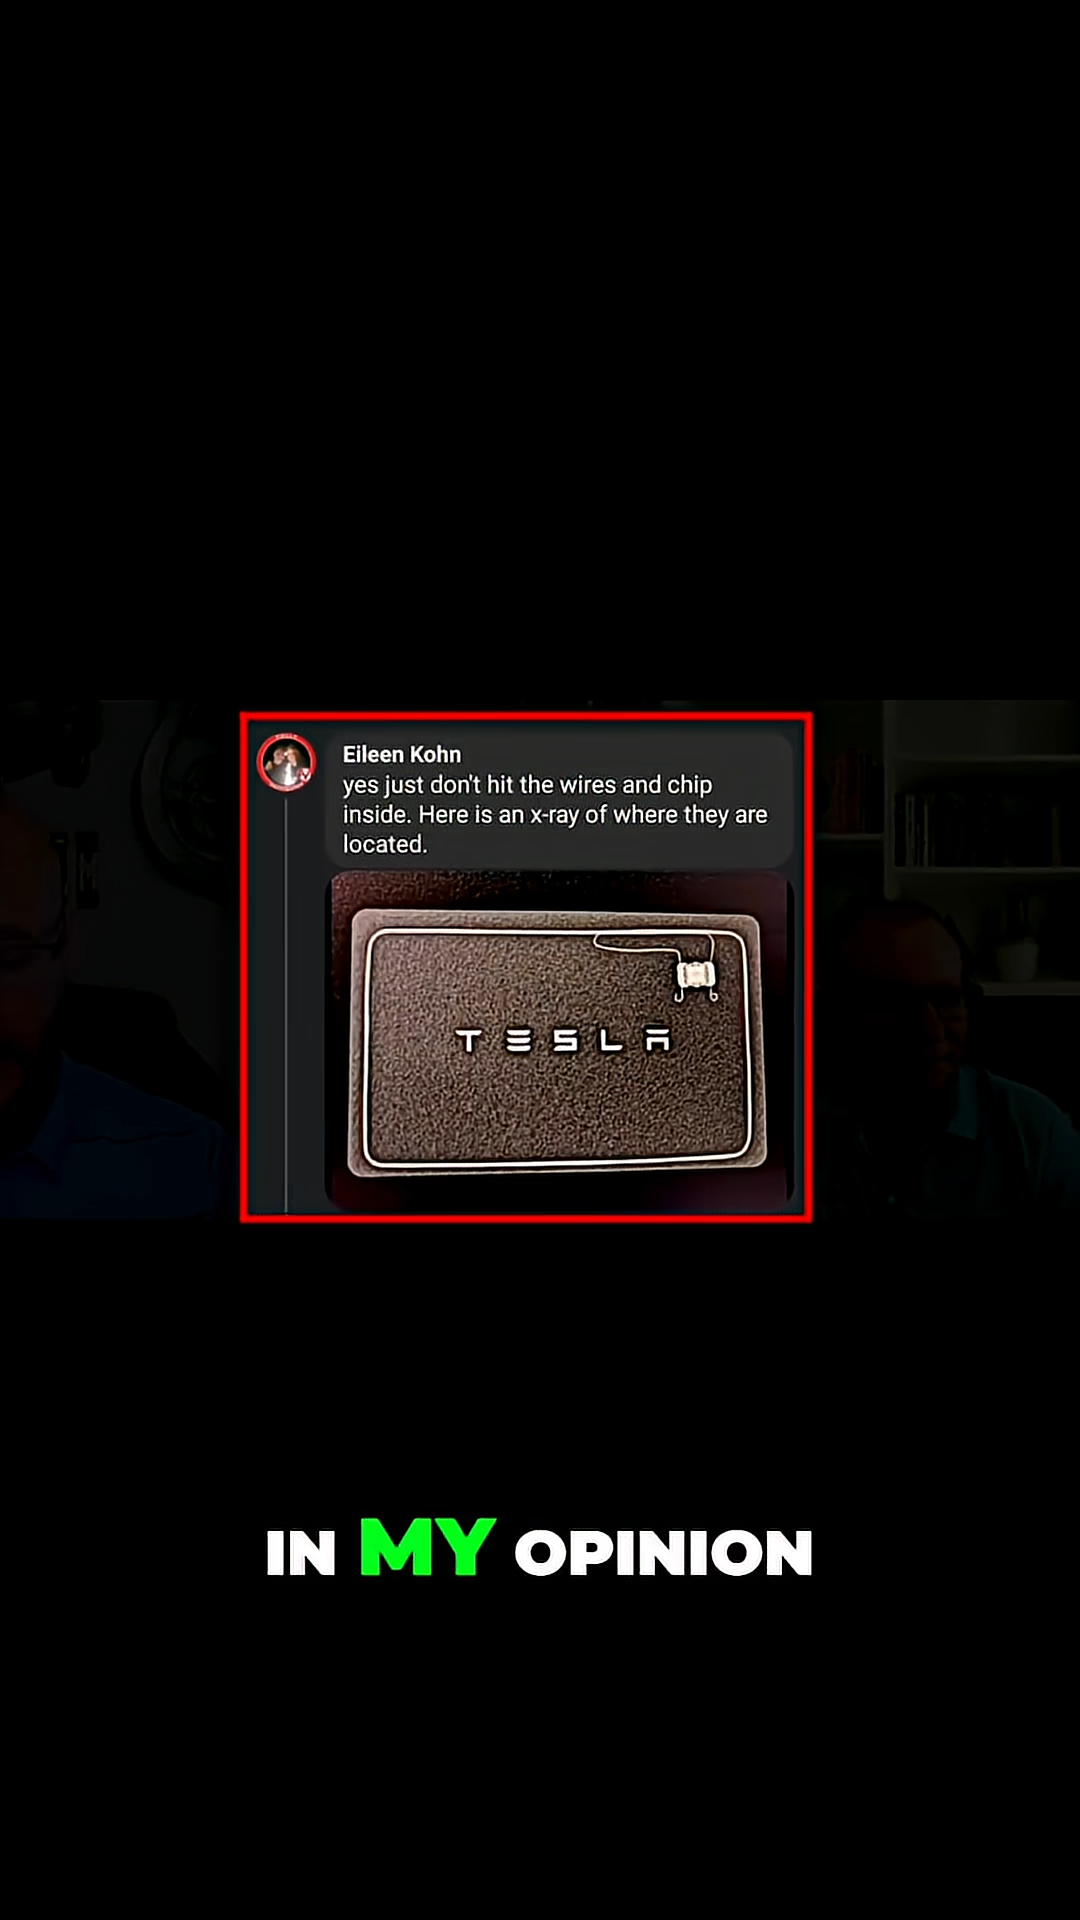 Eileen Kohn
yes just don't hit the wires and chip
inside. Here is an x-ray of where they are
located.
TESLA
IN MY OPINION